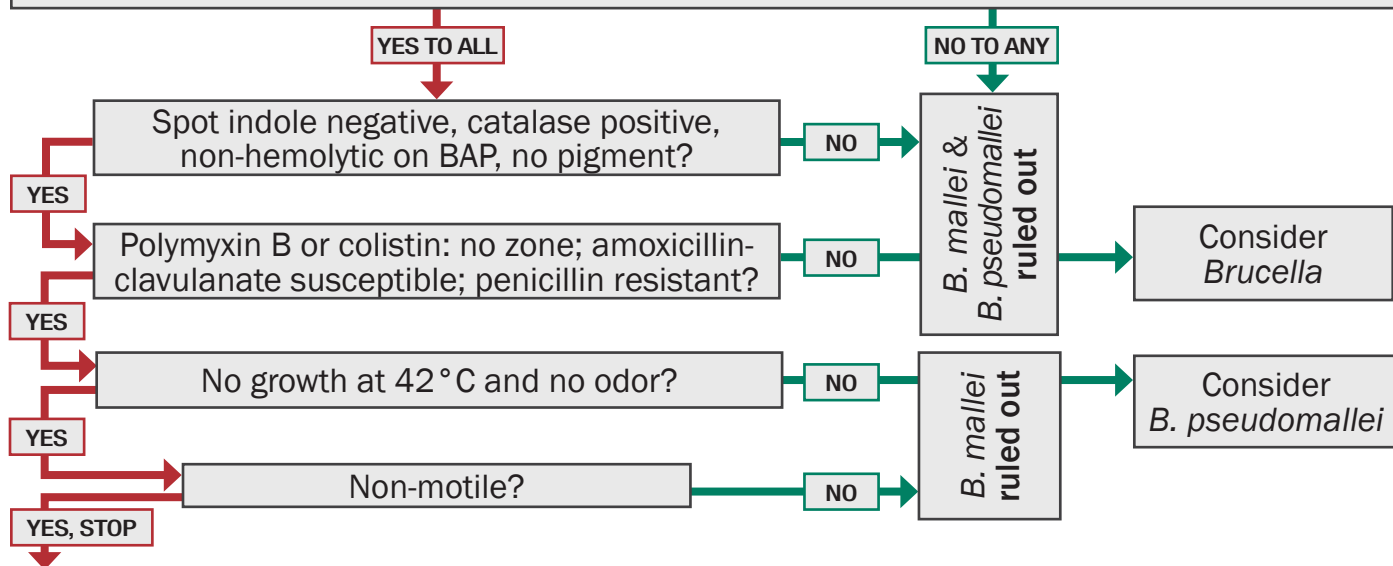 YES TO ALL
NO TO ANY
Spot indole negative, catalase positive,
non-hemolytic on BAP, no pigment?
NO
B. mallei &
B. pseudomallei
ruled out
YES
Polymyxin B or colistin: no zone; amoxicillin-
clavulanate susceptible; penicillin resistant?
NO
Consider
Brucella
YES
No growth at 42 °C and no odor?
NO
B. mallei
ruled out
Consider
B. pseudomallei
YES
Non-motile?
NO
YES, STOP